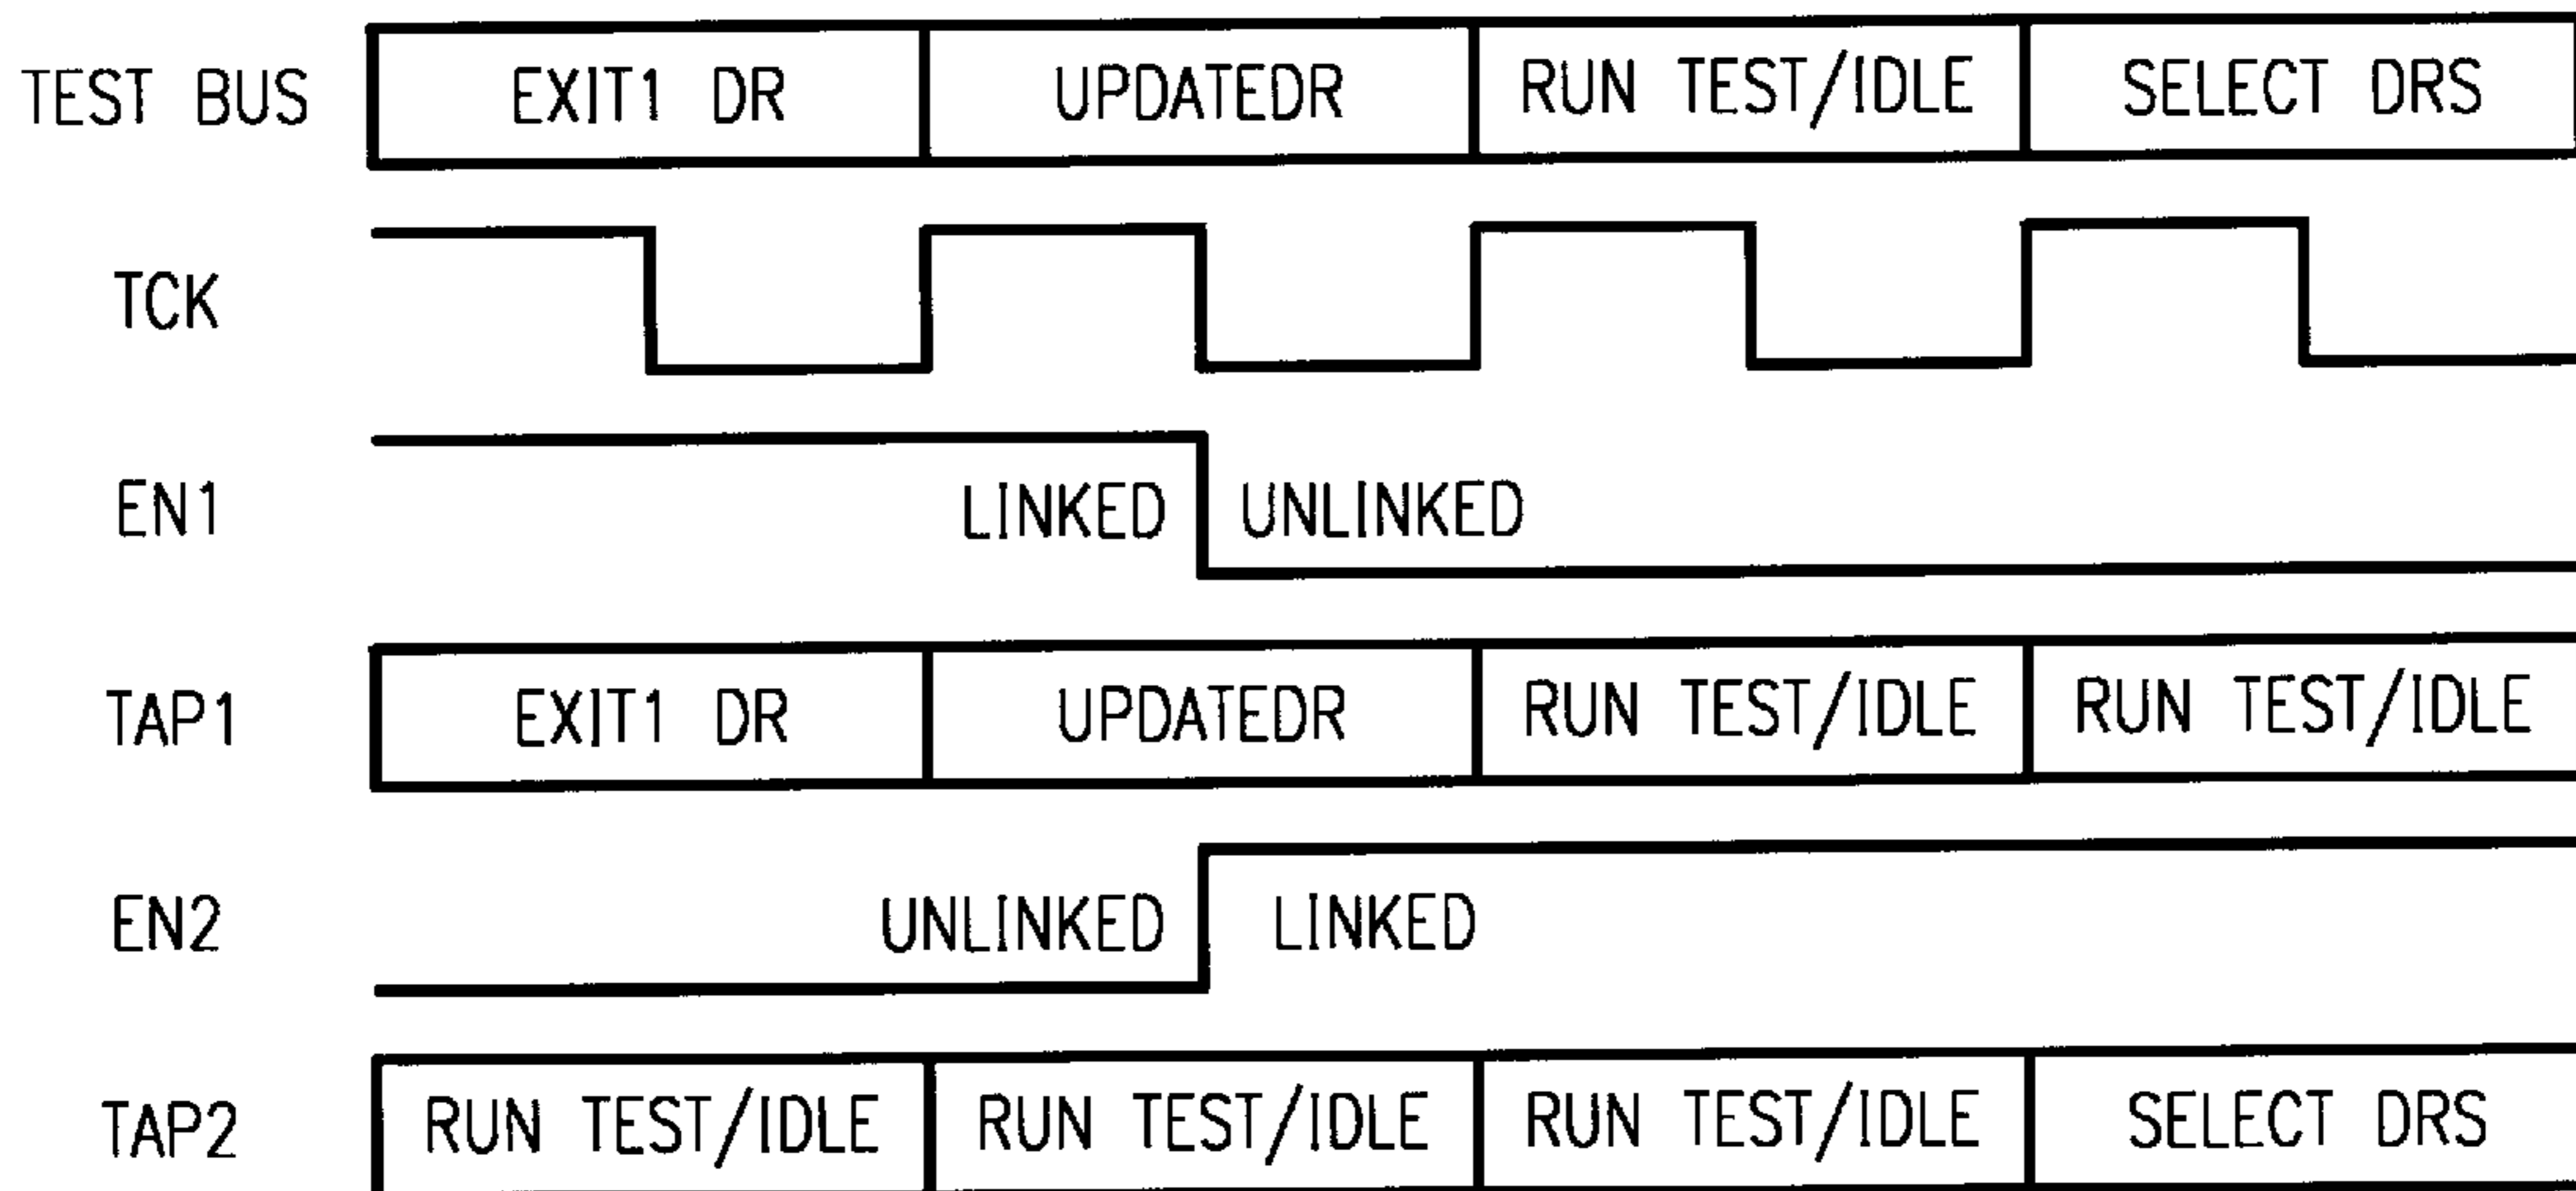 TEST BUS EXIT1 DR UPDATEDR RUN TEST/IDLE SELECT DRS
TCK
EN1 LINKED UNLINKED
TAP1 EXIT1 DR UPDATEDR RUN TEST/IDLE RUN TEST/IDLE
EN2 UNLINKED LINKED
TAP2 RUN TEST/IDLE RUN TEST/IDLE RUN TEST/IDLE SELECT DRS